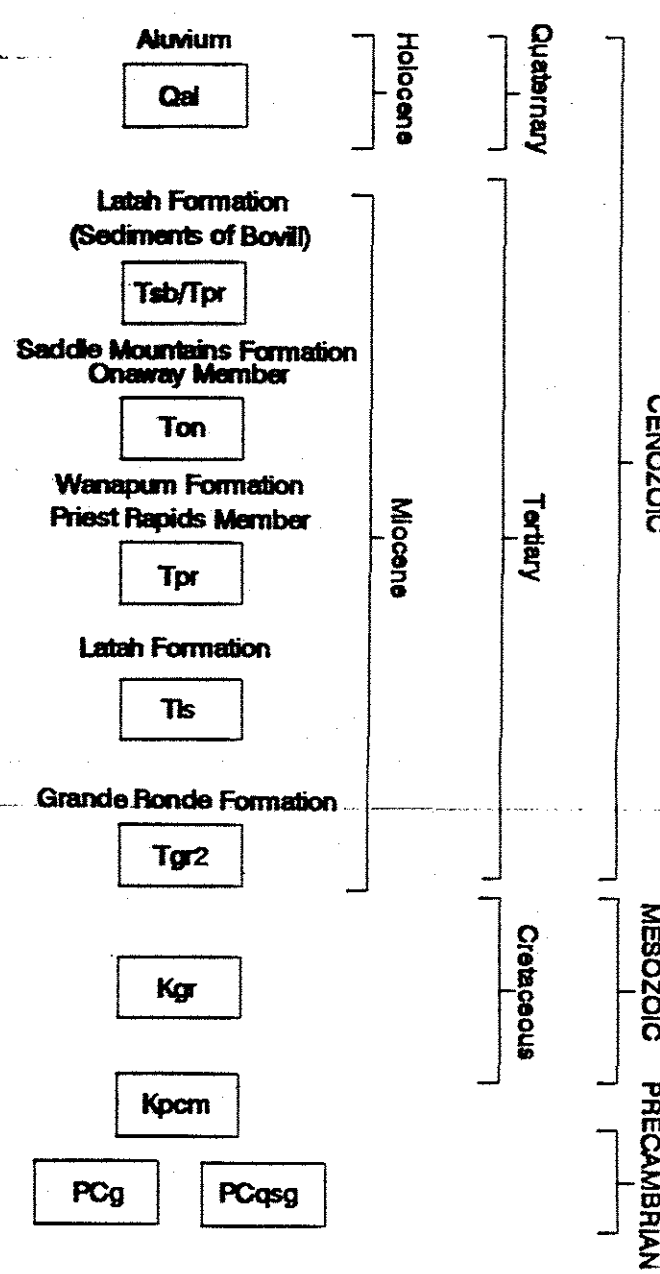 Aluvium
Qal
Holocene
Quaternary
Latah Formation
(Sediments of Bovill)
Tsb/Tpr
Saddle Mountains Formation
Onaway Member
Ton
Wanapum Formation
Priest Rapids Member
Tpr
Latah Formation
Tls
Grande Ronde Formation
Tgr2
Miocene
Tertiary
CENOZOIC
Kgr
Cretaceous
MESOZOIC
Kpcm
PCg
PCqsg
PRECAMBRIAN